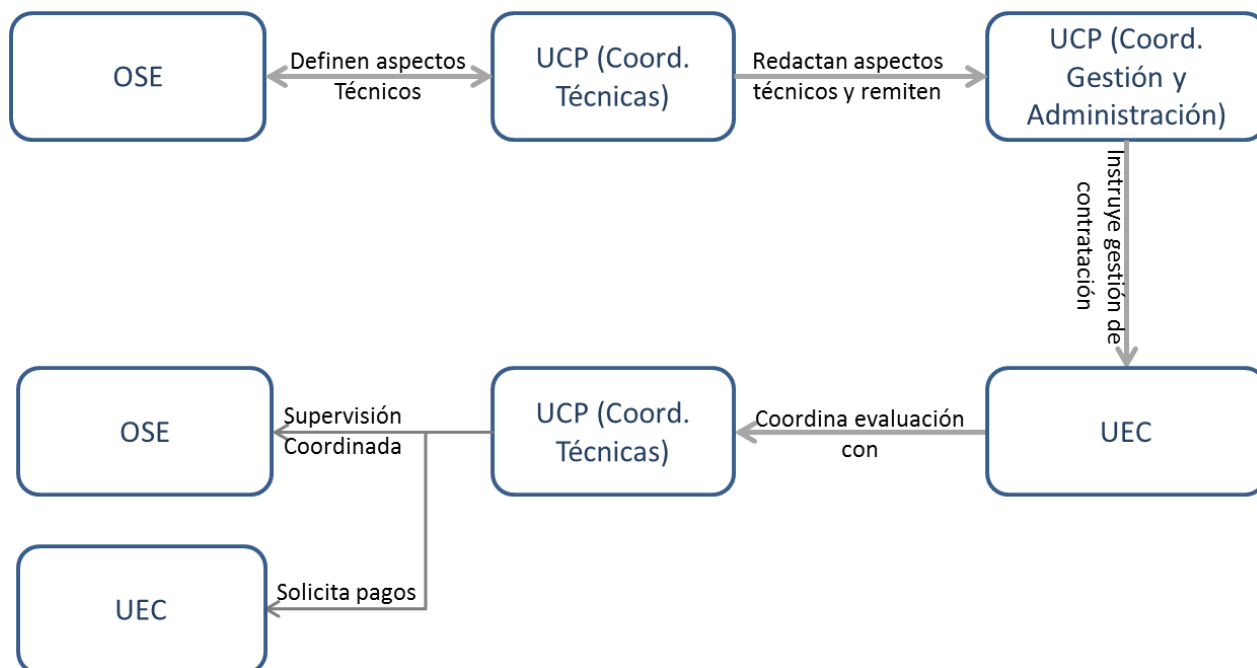 OSE
Definen aspectos
Técnicos
UCP (Coord.
Técnicas)
Redactan aspectos
técnicos y remiten
UCP (Coord.
Gestión y
Administración)
Instruye gestión de
contratación
UEC
Coordina evaluación
con
UCP (Coord.
Técnicas)
Supervisión
Coordinada
OSE
Solicita pagos
UEC